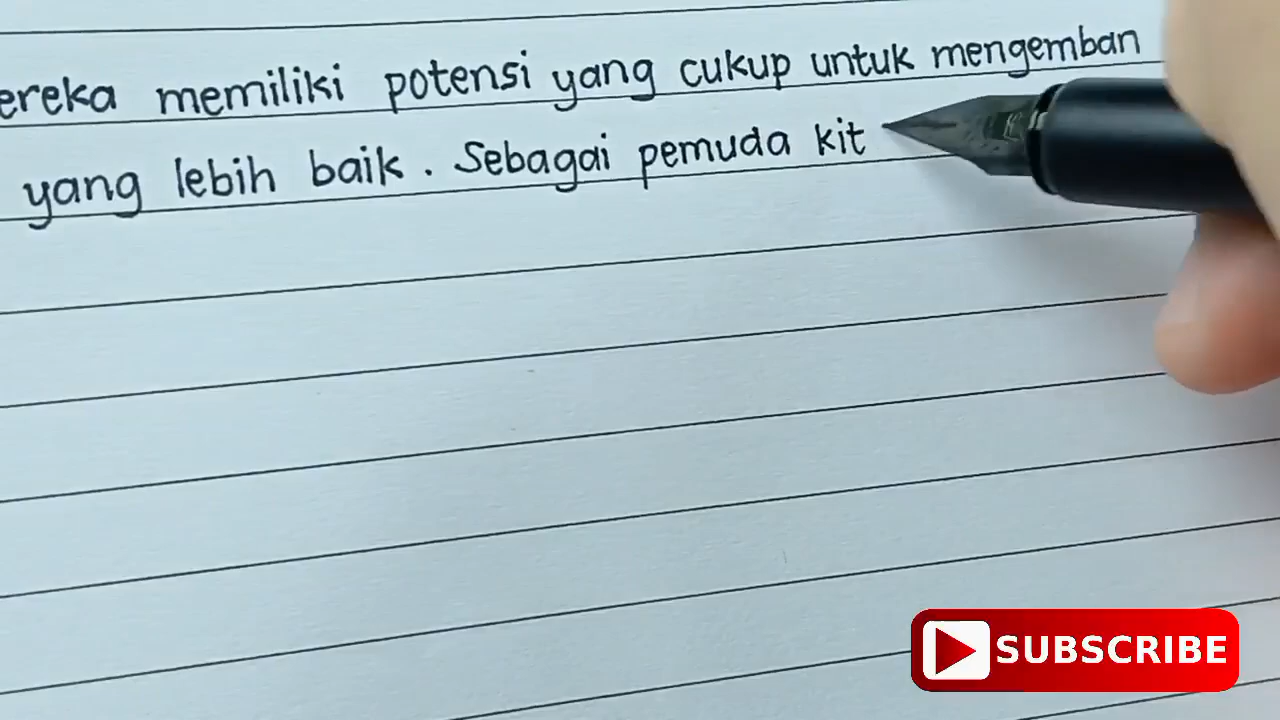 ereka memiliki potensi yang cukup untuk mengemban
yang lebih baik. Sebagai pemuda kit
SUBSCRIBE